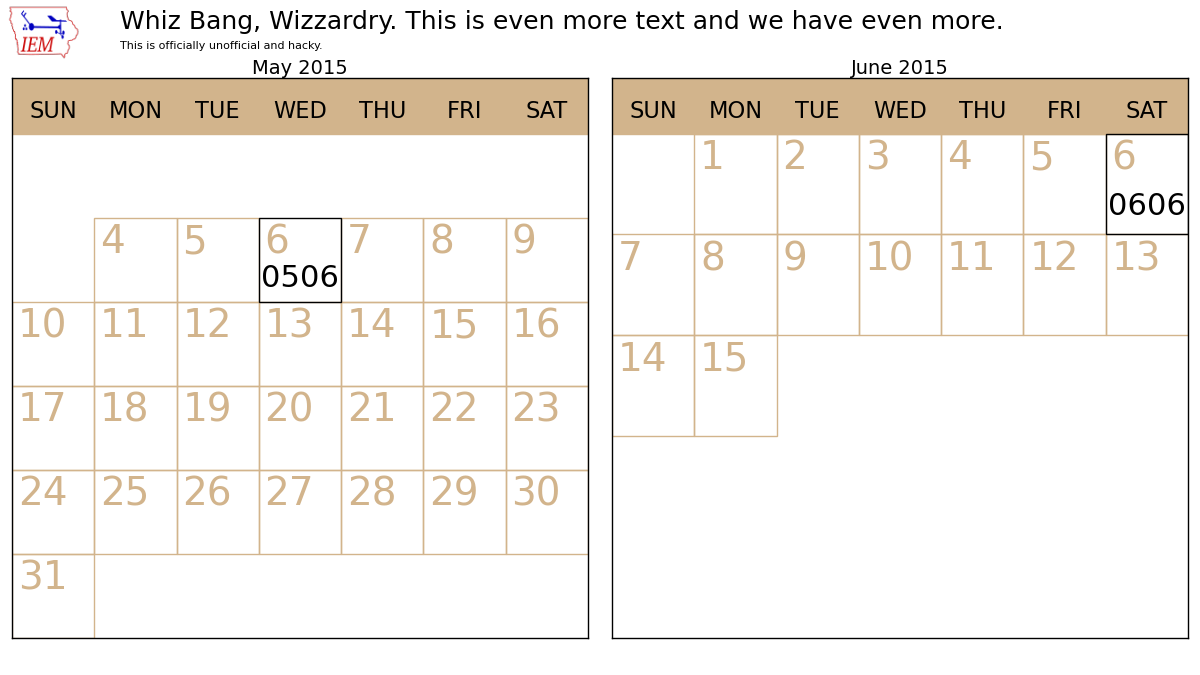 Whiz Bang, Wizzardry. This is even more text and we have even more.
This is officially unofficial and hacky.
IEM
May 2015
SUN MON TUE WED THU FRI SAT
4 5 6 7 8 9
0506
10 11 12 13 14 15 16
17 18 19 20 21 22 23
24 25 26 27 28 29 30
31
June 2015
SUN MON TUE WED THU FRI SAT
1 2 3 4 5 6
0606
7 8 9 10 11 12 13
14 15